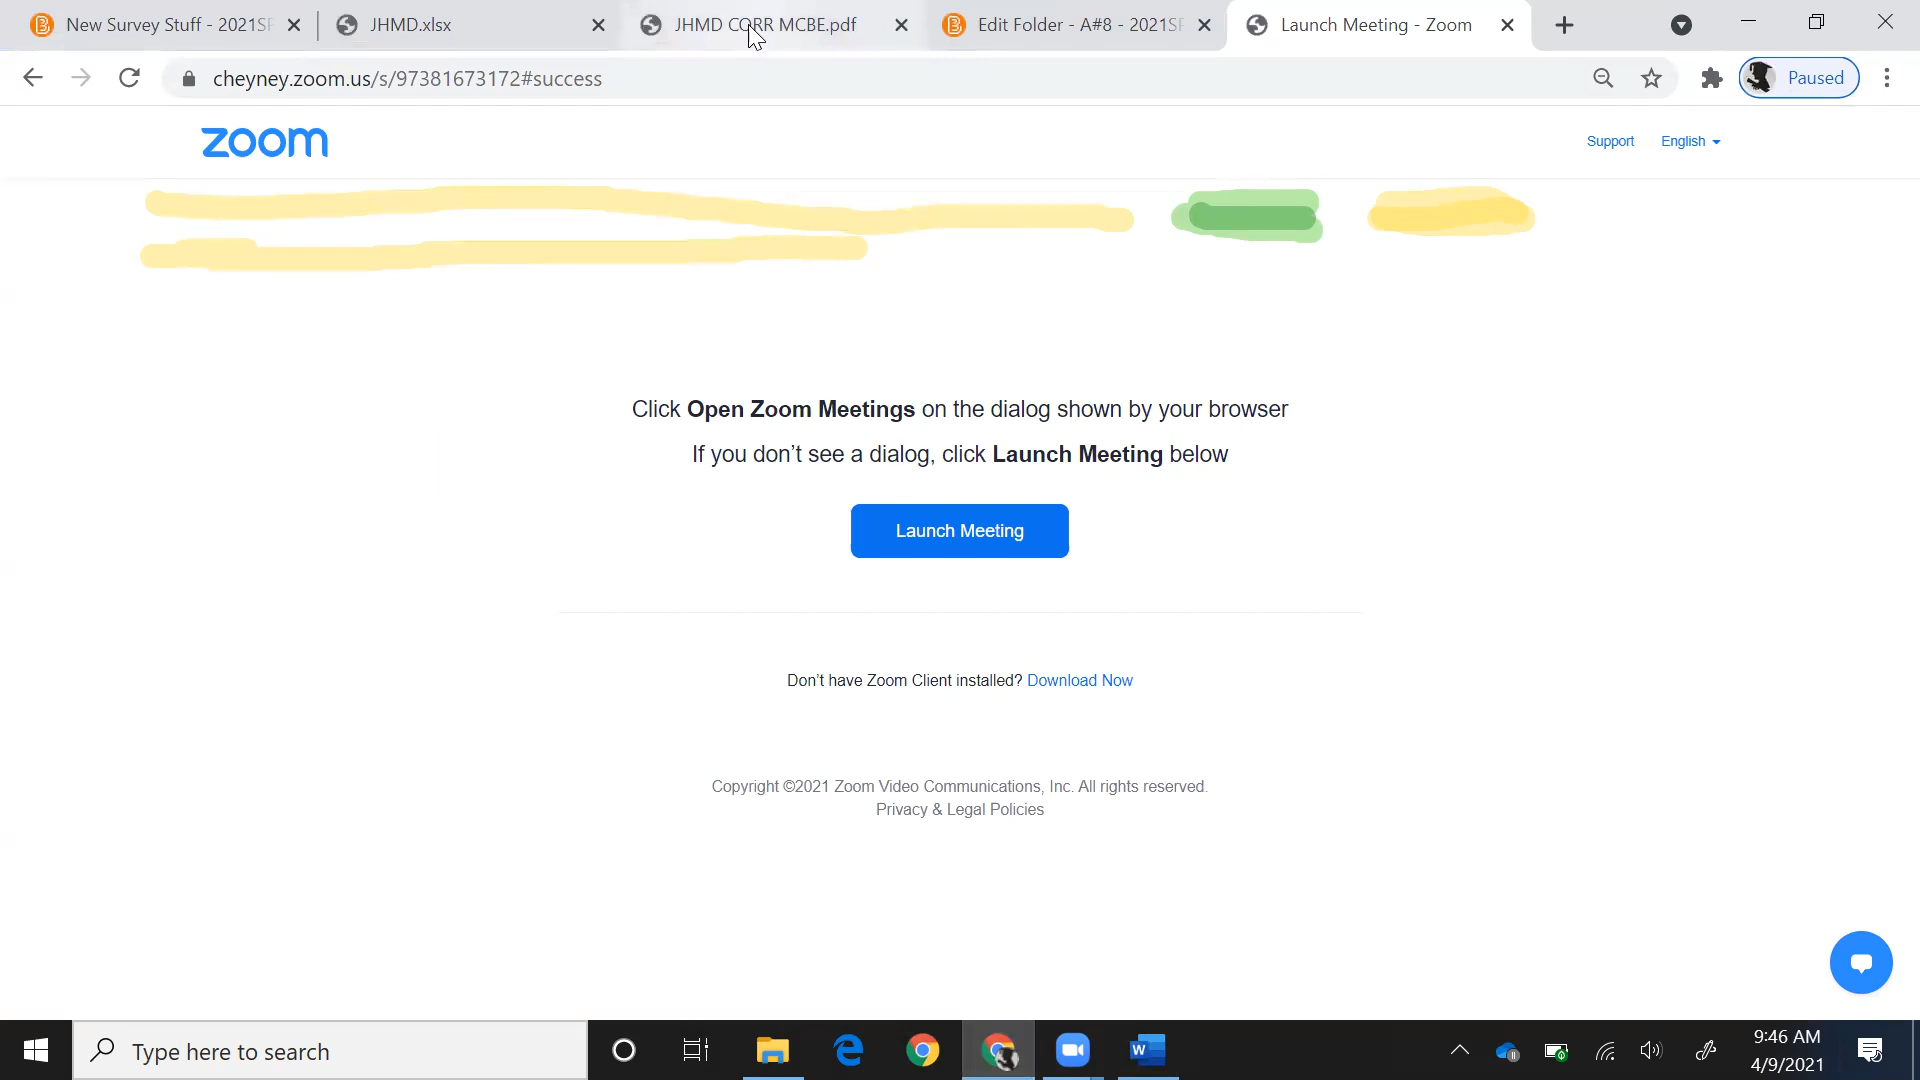 New Survey Stuff - 2021SP
JHMD.xlsx
JHMD CORR MCBE.pdf
Edit Folder - A#8 - 2021SP
Launch Meeting - Zoom
cheyney.zoom.us/s/97381673172#success
Paused
zoom
Support
English
Click Open Zoom Meetings on the dialog shown by your browser
If you don’t see a dialog, click Launch Meeting below
Launch Meeting
Don’t have Zoom Client installed? Download Now
Copyright ©2021 Zoom Video Communications, Inc. All rights reserved.
Privacy & Legal Policies
Type here to search
9:46 AM
4/9/2021